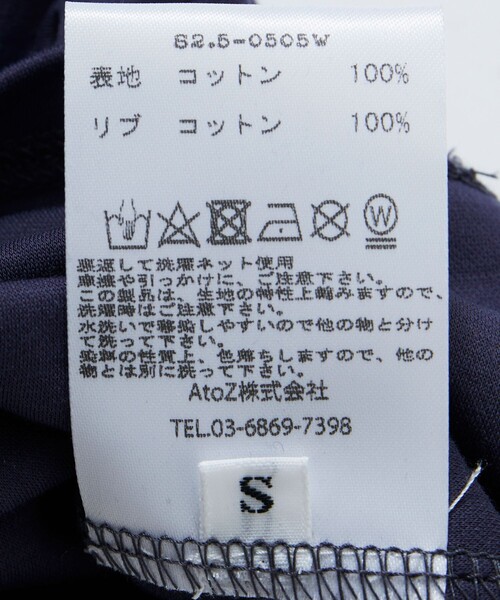 S2.5-0505W
表地 コットン 100%
リブ コットン 100%
W
裏返して洗濯ネット使用
摩擦や引っかけに、ご注意下さい。
この製品は、生地の特性上縮みますので、
洗濯時はご注意下さい。
水洗いで移染しやすいので他の物と分け
て洗って下さい。
染料の性質上、色落ちしますので、他の
物とは別に洗って下さい。
AtoZ株式会社
TEL.03-6869-7398
S